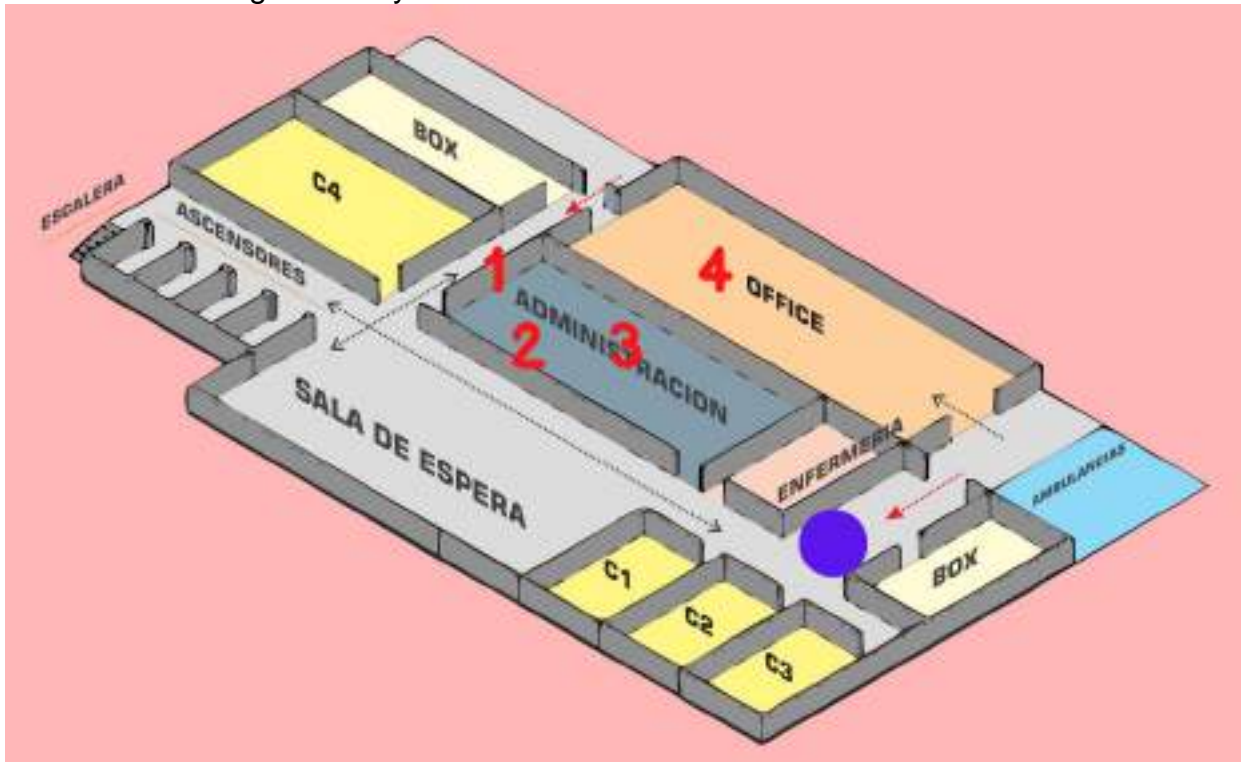 BOX
C4
ESCALERA
ASCENSORES
1
4
OFFICE
ADMINISTRACION
2
3
SALA DE ESPERA
ENFERMERIA
AMBULANCIAS
C1
BOX
C2
C3